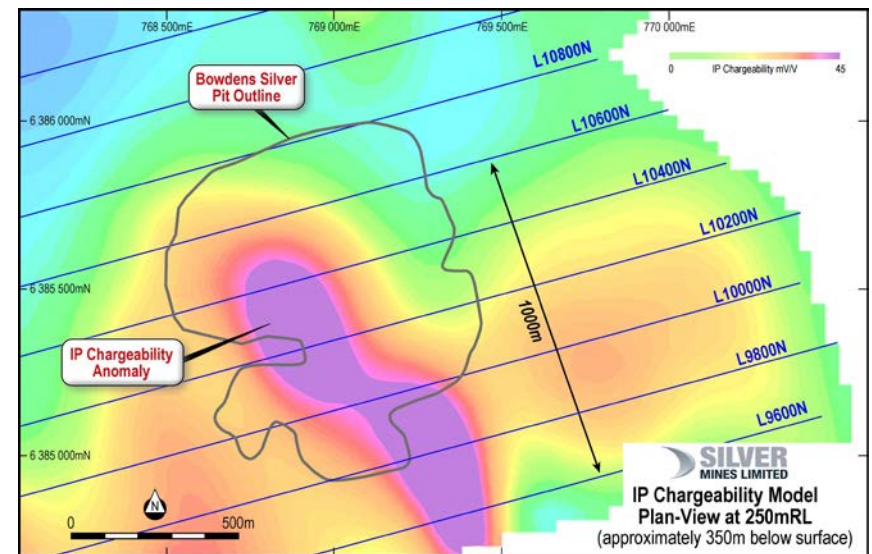 768 500mE
769 000mE
769 500mE
770 000mE
L10800N
0
IP Chargeability mV/V
45
Bowdens Silver
Pit Outline
6 386 000mN
L10600N
L10400N
L10200N
6 385 500mN
L10000N
1000m
IP Chargeability
Anomaly
L9800N
L9600N
6 385 000mN
SILVER
MINES LIMITED
N
0
500m
IP Chargeability Model
Plan-View at 250mRL
(approximately 350m below surface)